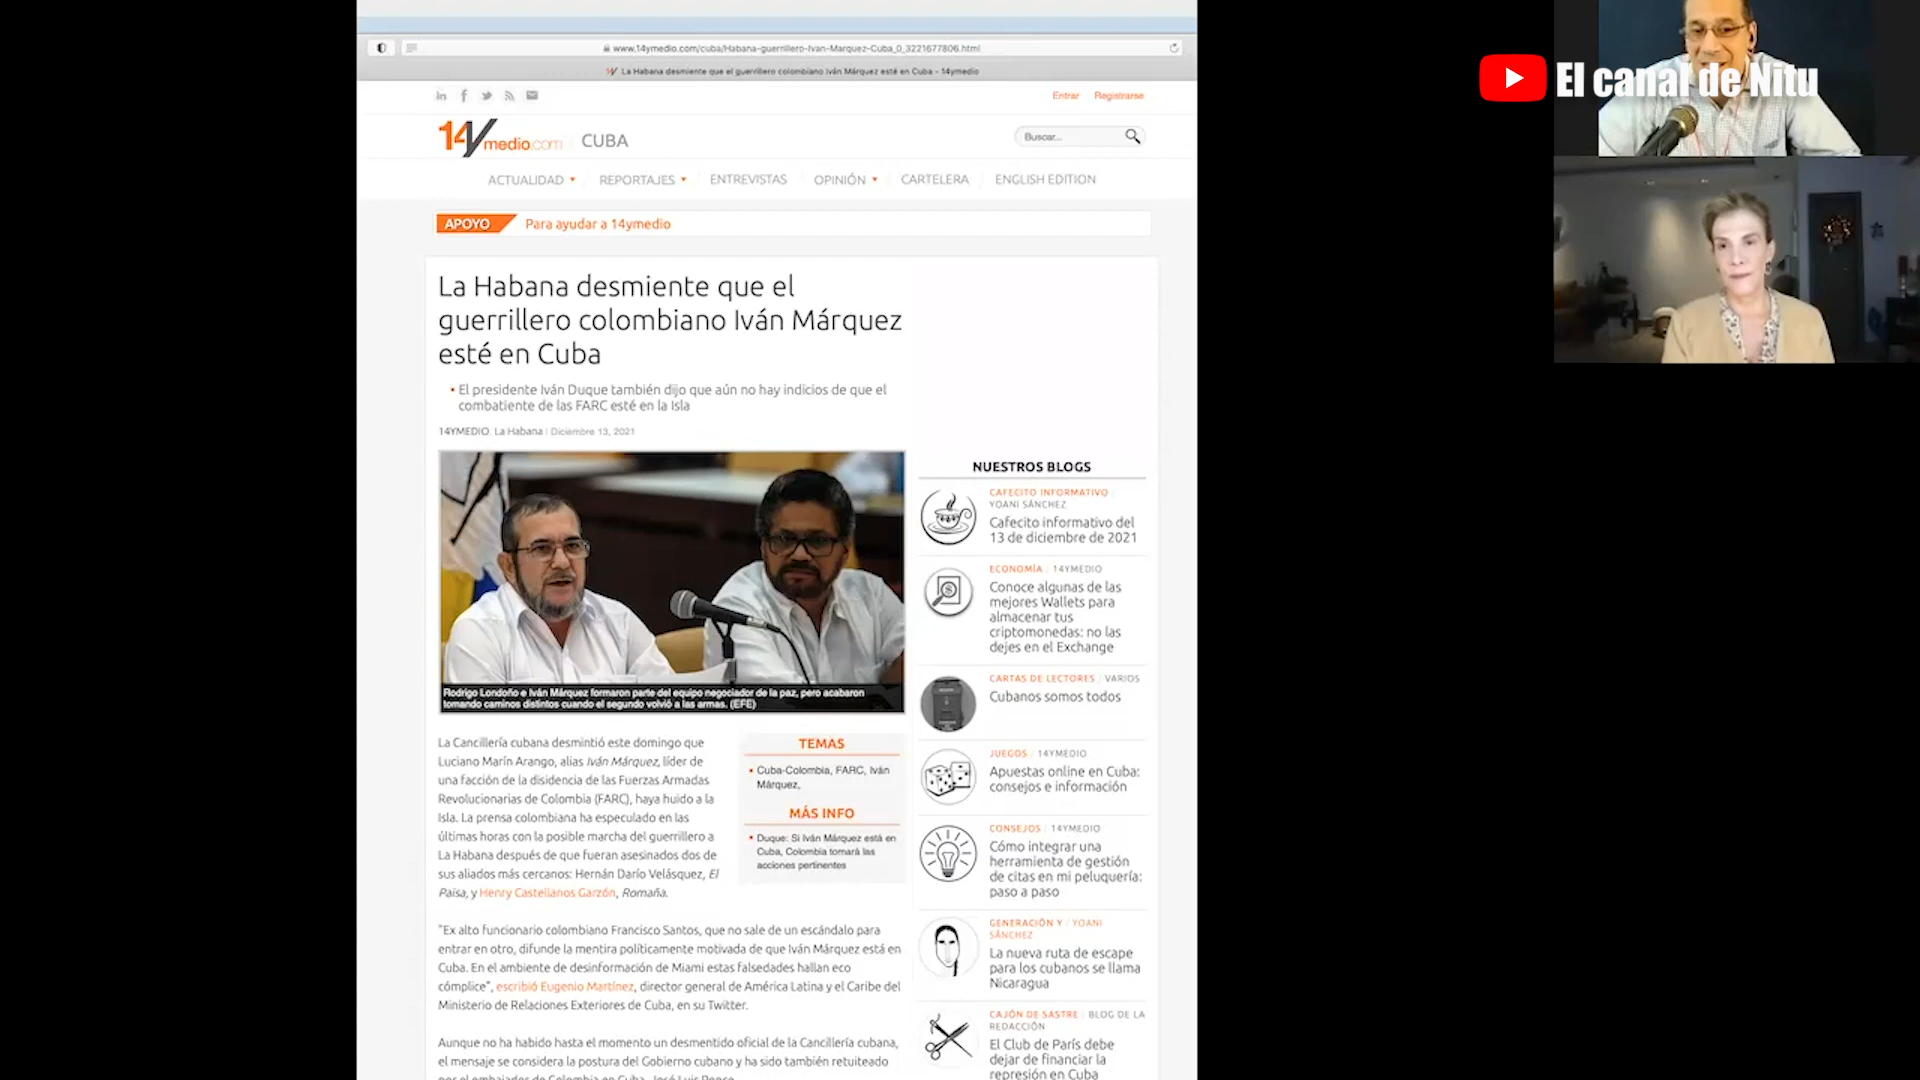 www.14ymedio.com/cuba/Habana-guerrillero-Ivan-Marquez-Cuba_0_3221677806.html
La Habana desmiente que el guerrillero colombiano Iván Márquez esté en Cuba - 14ymedio
Entrar Registrarse
14ymedio.com CUBA
Buscar...
ACTUALIDAD REPORTAJES ENTREVISTAS OPINIÓN CARTELERA ENGLISH EDITION
APOYO Para ayudar a 14ymedio
La Habana desmiente que el
guerrillero colombiano Iván Márquez
esté en Cuba
El presidente Iván Duque también dijo que aún no hay indicios de que el
combatiente de las FARC esté en la Isla
14YMEDIO, La Habana | Diciembre 13, 2021
Rodrigo Londoño e Iván Márquez formaron parte del equipo negociador de la paz, pero acabaron
tomando caminos distintos cuando el segundo volvió a las armas. (EFE)
La Cancillería cubana desmintió este domingo que
Luciano Marín Arango, alias Iván Márquez, líder de
una facción de la disidencia de las Fuerzas Armadas
Revolucionarias de Colombia (FARC), haya huido a la
Isla. La prensa colombiana ha especulado en las
últimas horas con la posible marcha del guerrillero a
La Habana después de que fueran asesinados dos de
sus aliados más cercanos: Hernán Darío Velásquez, El
Paisa, y Henry Castellanos Garzón, Romaña.
"Ex alto funcionario colombiano Francisco Santos, que no sale de un escándalo para
entrar en otro, difunde la mentira políticamente motivada de que Iván Márquez está en
Cuba. En el ambiente de desinformación de Miami estas falsedades hallan eco
cómplice", escribió Eugenio Martínez, director general de América Latina y el Caribe del
Ministerio de Relaciones Exteriores de Cuba, en su Twitter.
Aunque no ha habido hasta el momento un desmentido oficial de la Cancillería cubana,
el mensaje se considera la postura del Gobierno cubano y ha sido también retuiteado
por el embajador de Colombia en Cuba, José Luis Ponce.
TEMAS
Cuba-Colombia, FARC, Iván
Márquez,
MÁS INFO
Duque: Si Iván Márquez está en
Cuba, Colombia tomará las
acciones pertinentes
NUESTROS BLOGS
CAFECITO INFORMATIVO /
YOANI SÁNCHEZ
Cafecito informativo del
13 de diciembre de 2021
ECONOMÍA / 14YMEDIO
Conoce algunas de las
mejores Wallets para
almacenar tus
criptomonedas: no las
dejes en el Exchange
CARTAS DE LECTORES / VARIOS
Cubanos somos todos
JUEGOS / 14YMEDIO
Apuestas online en Cuba:
consejos e información
CONSEJOS / 14YMEDIO
Cómo integrar una
herramienta de gestión
de citas en mi peluquería:
paso a paso
GENERACIÓN Y / YOANI
SÁNCHEZ
La nueva ruta de escape
para los cubanos se llama
Nicaragua
CAJÓN DE SASTRE / BLOG DE LA
REDACCIÓN
El Club de París debe
dejar de financiar la
represión en Cuba
El canal de Nitu